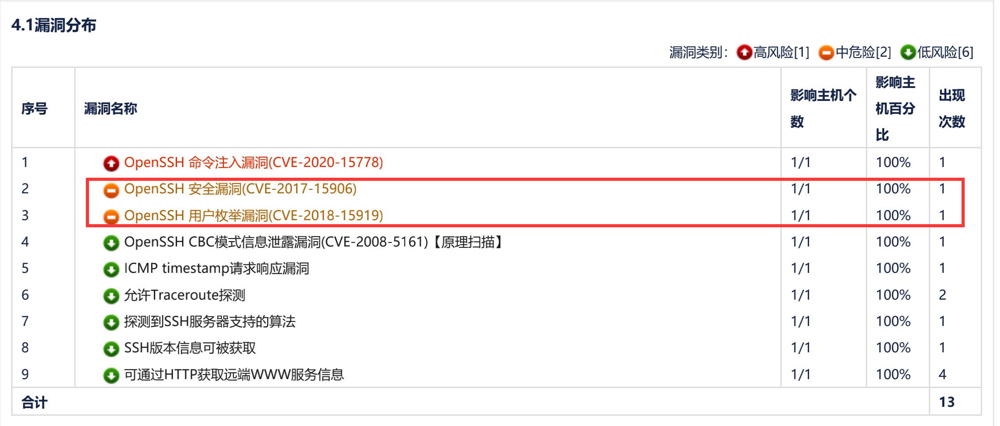 4.1漏洞分布
漏洞类别： 高风险[1] 中危险[2] 低风险[6]
序号 漏洞名称 影响主机个数 影响主机百分比 出现次数
1 OpenSSH 命令注入漏洞(CVE-2020-15778) 1/1 100% 1
2 OpenSSH 安全漏洞(CVE-2017-15906) 1/1 100% 1
3 OpenSSH 用户枚举漏洞(CVE-2018-15919) 1/1 100% 1
4 OpenSSH CBC模式信息泄露漏洞(CVE-2008-5161)【原理扫描】 1/1 100% 1
5 ICMP timestamp请求响应漏洞 1/1 100% 1
6 允许Traceroute探测 1/1 100% 2
7 探测到SSH服务器支持的算法 1/1 100% 1
8 SSH版本信息可被获取 1/1 100% 1
9 可通过HTTP获取远端WWW服务信息 1/1 100% 4
合计 13